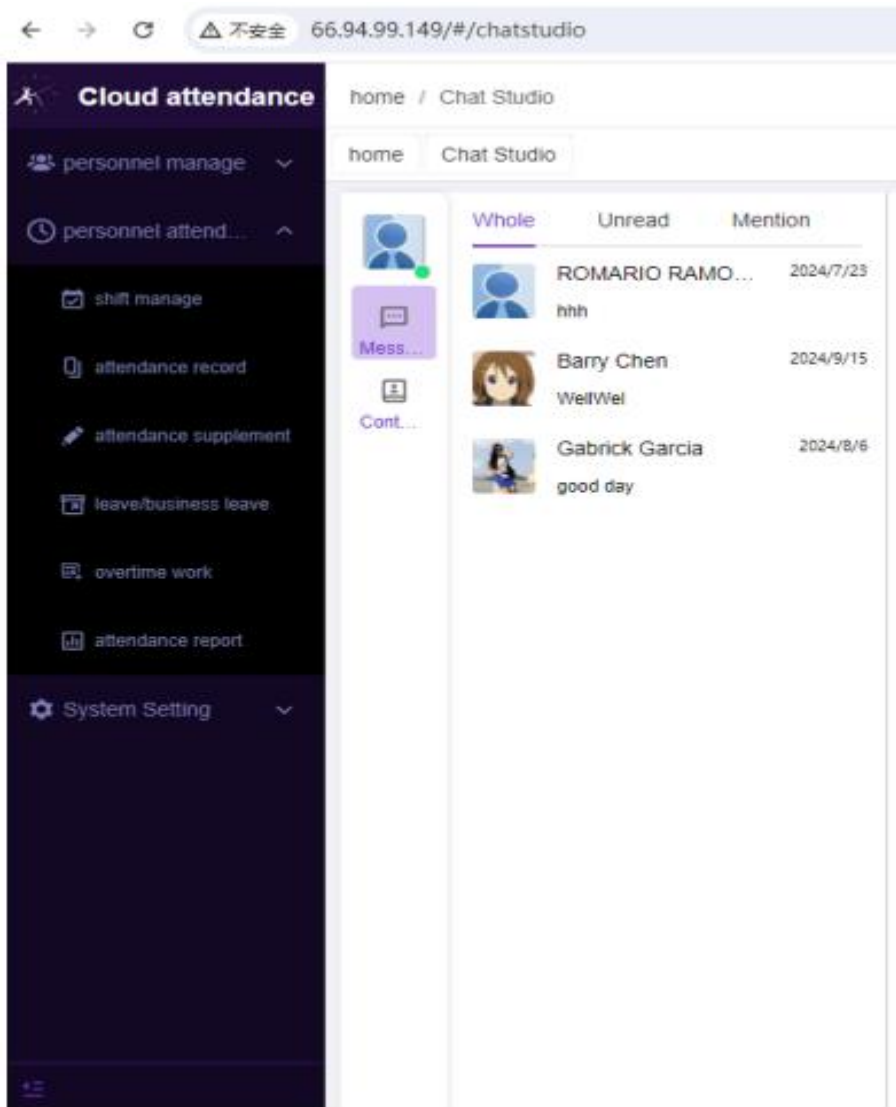 不安全 66.94.99.149/#/chatstudio
Cloud attendance
home / Chat Studio
home Chat Studio
personnel manage
personnel attend...
shift manage
attendance record
attendance supplement
leave/business leave
overtime work
attendance report
System Setting
Mess...
Cont...
Whole Unread Mention
ROMARIO RAMO... 2024/7/23
hhh
Barry Chen 2024/9/15
WellWel
Gabrick Garcia 2024/8/6
good day